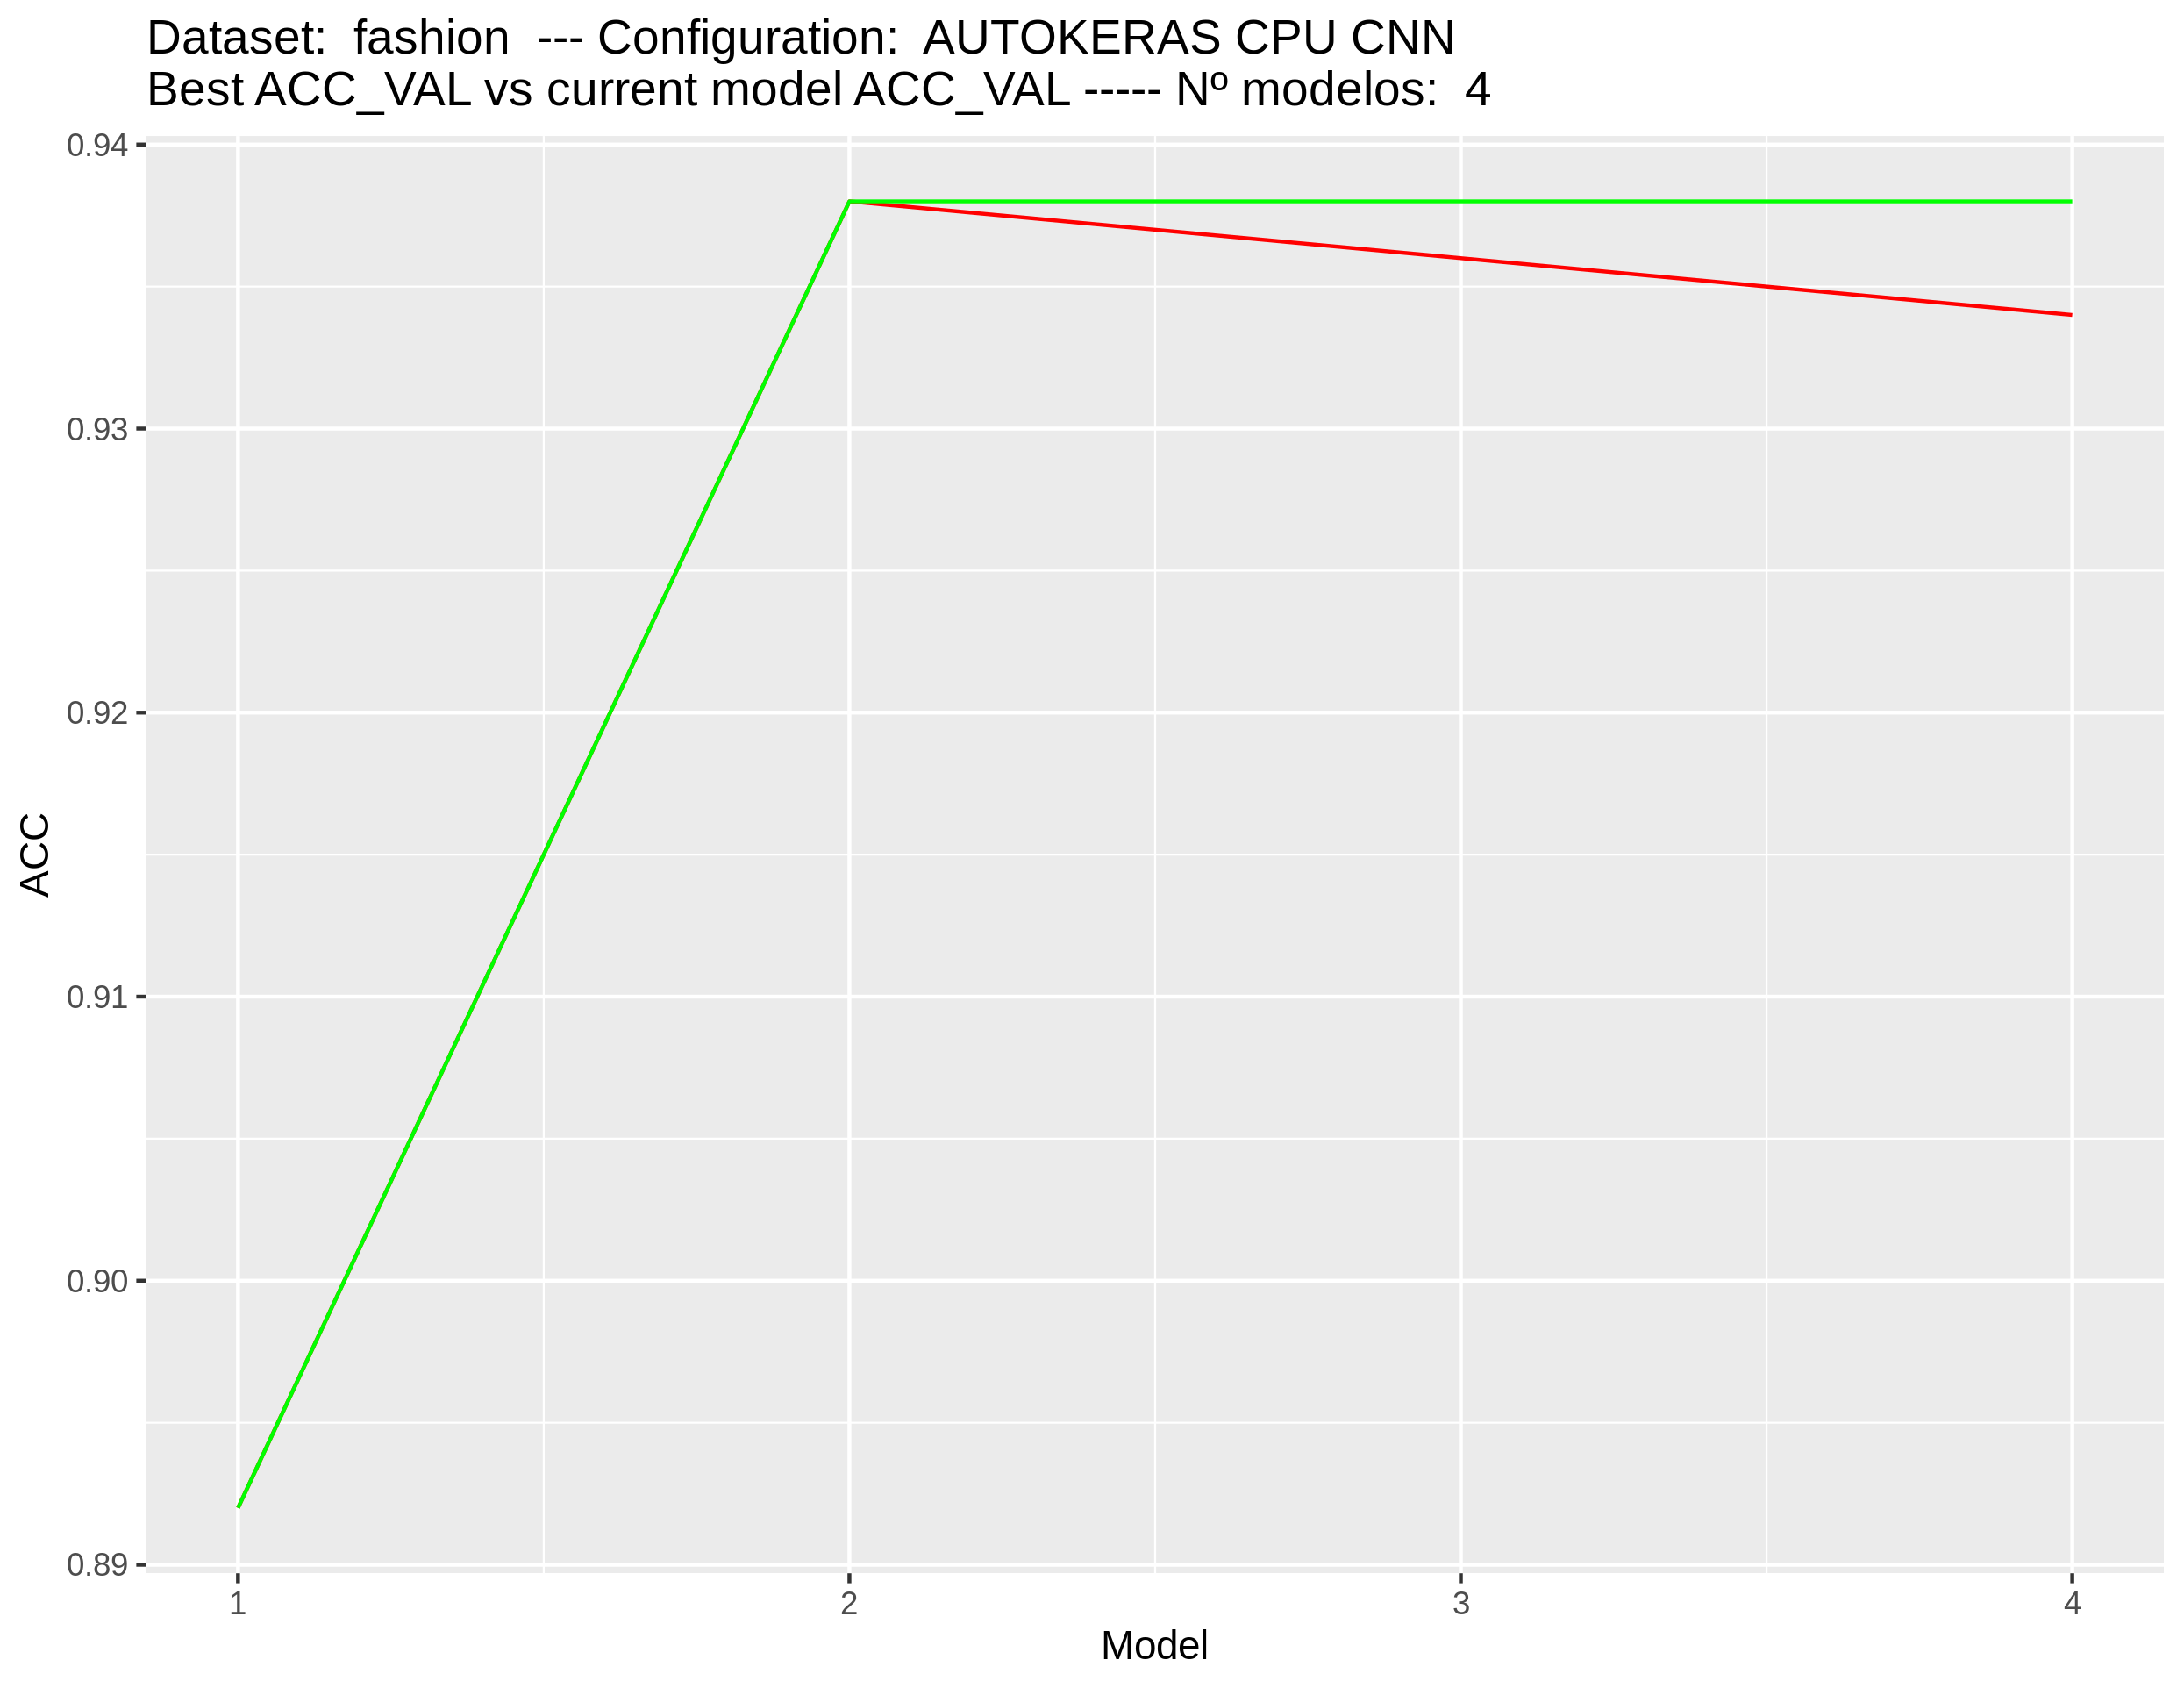 Dataset:  fashion  --- Configuration:  AUTOKERAS CPU CNN
Best ACC_VAL vs current model ACC_VAL ----- Nº modelos:  4
0.94
0.93
0.92
0.91
0.90
0.89
ACC
1 2 3 4
Model